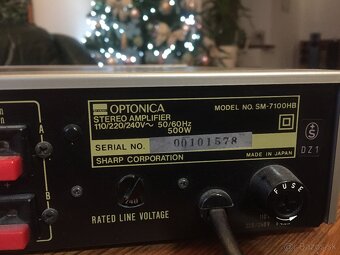 OPTONICA
STEREO AMPLIFIER
MODEL NO. SM-7100HB
110/220/240V~ 50/60Hz
500W
SERIAL NO. 00101578
SHARP CORPORATION
MADE IN JAPAN
A
B
S
DZ1
240
RATED LINE VOLTAGE
FUSE